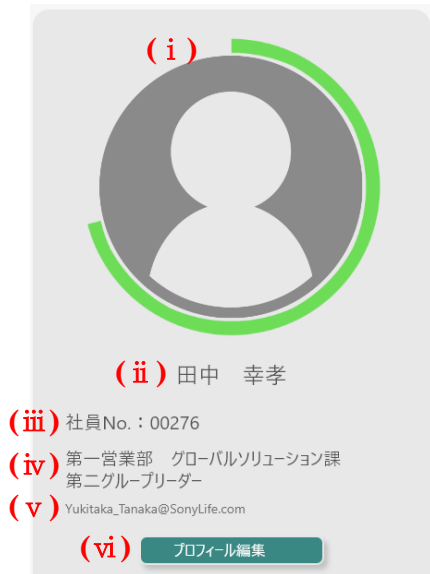 (ⅰ)
(ⅱ) 田中　幸孝
(ⅲ) 社員No.：00276
(ⅳ) 第一営業部　グローバルソリューション課
第二グループリーダー
(ⅴ) Yukitaka_Tanaka@SonyLife.com
(ⅵ) プロフィール編集